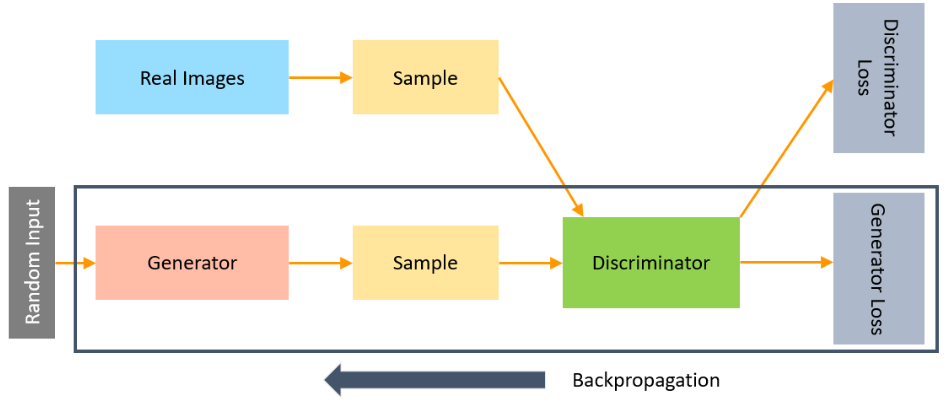 Real Images
Sample
Discriminator
Loss
Random Input
Generator
Sample
Discriminator
Generator Loss
Backpropagation